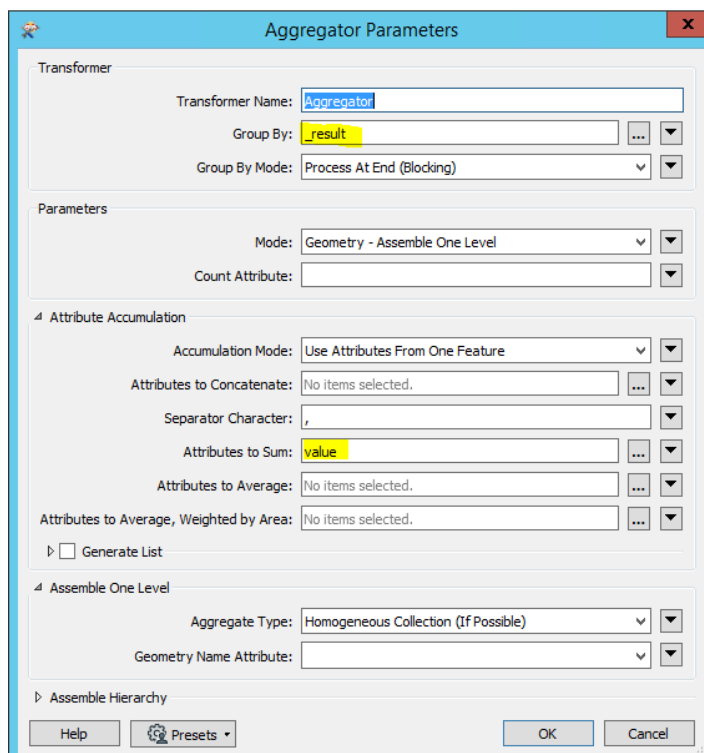 Aggregator Parameters
x
Transformer
Transformer Name: Aggregator
Group By: _result ...
Group By Mode: Process At End (Blocking)
Parameters
Mode: Geometry - Assemble One Level
Count Attribute:
Attribute Accumulation
Accumulation Mode: Use Attributes From One Feature
Attributes to Concatenate: No items selected. ...
Separator Character: ,
Attributes to Sum: value ...
Attributes to Average: No items selected. ...
Attributes to Average, Weighted by Area: No items selected. ...
Generate List
Assemble One Level
Aggregate Type: Homogeneous Collection (If Possible)
Geometry Name Attribute:
Assemble Hierarchy
Help Presets OK Cancel